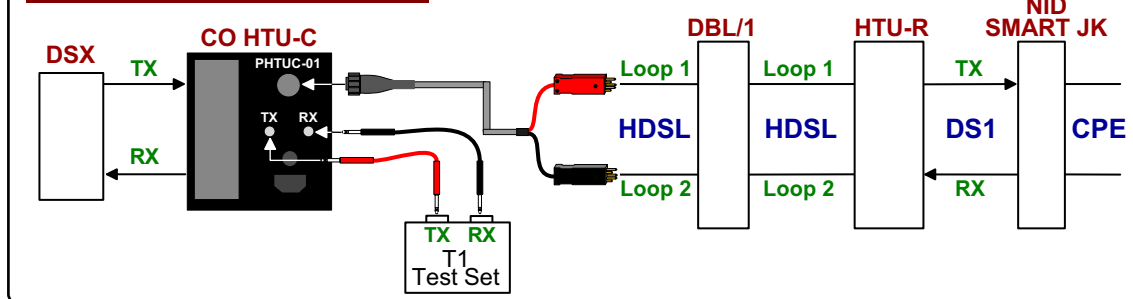 NID
DSX
CO HTU-C
DBL/1
HTU-R
SMART JK
PHTUC-01
TX
Loop 1
Loop 1
TX
TX RX
HDSL
HDSL
DS1
CPE
RX
Loop 2
Loop 2
RX
TX RX
T1
Test Set